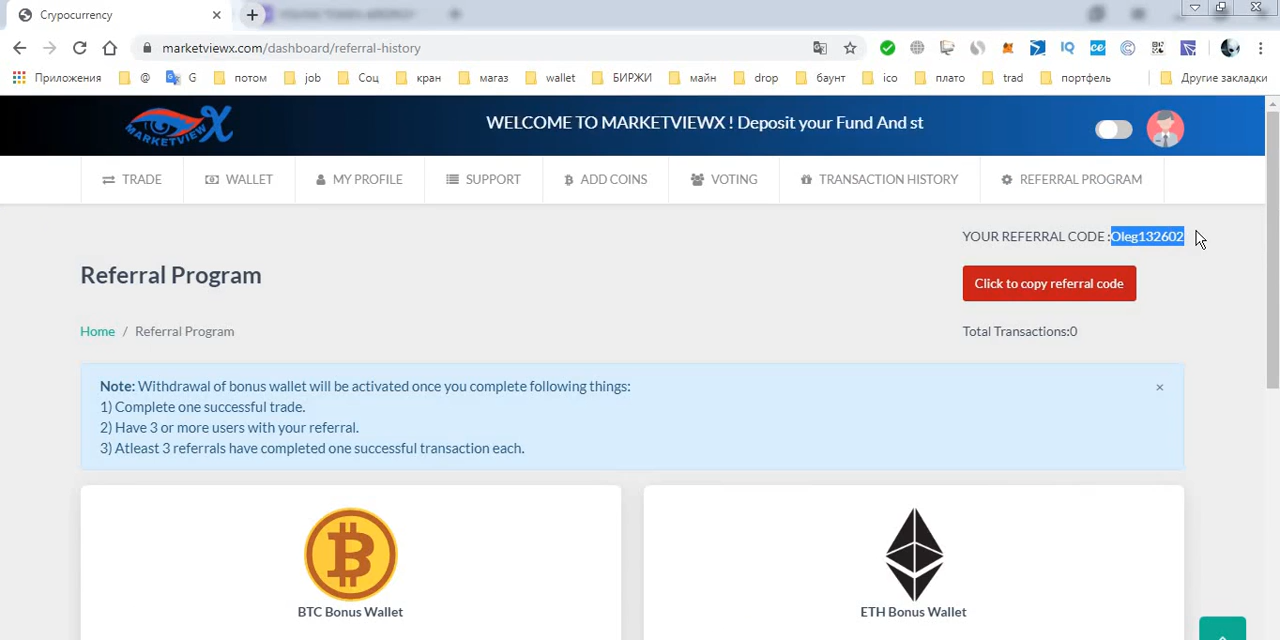 Crypocurrency
marketviewx.com/dashboard/referral-history
Приложения @ G потом job Соц кран магаз wallet БИРЖИ майн drop баунт ico плато trad портфель Другие закладки
MARKETVIEW X
WELCOME TO MARKETVIEWX ! Deposit your Fund And st
TRADE WALLET MY PROFILE SUPPORT ADD COINS VOTING TRANSACTION HISTORY REFERRAL PROGRAM
YOUR REFERRAL CODE :Oleg132602
Referral Program
Click to copy referral code
Home / Referral Program
Total Transactions:0
Note: Withdrawal of bonus wallet will be activated once you complete following things:
1) Complete one successful trade.
2) Have 3 or more users with your referral.
3) Atleast 3 referrals have completed one successful transaction each.
BTC Bonus Wallet
ETH Bonus Wallet